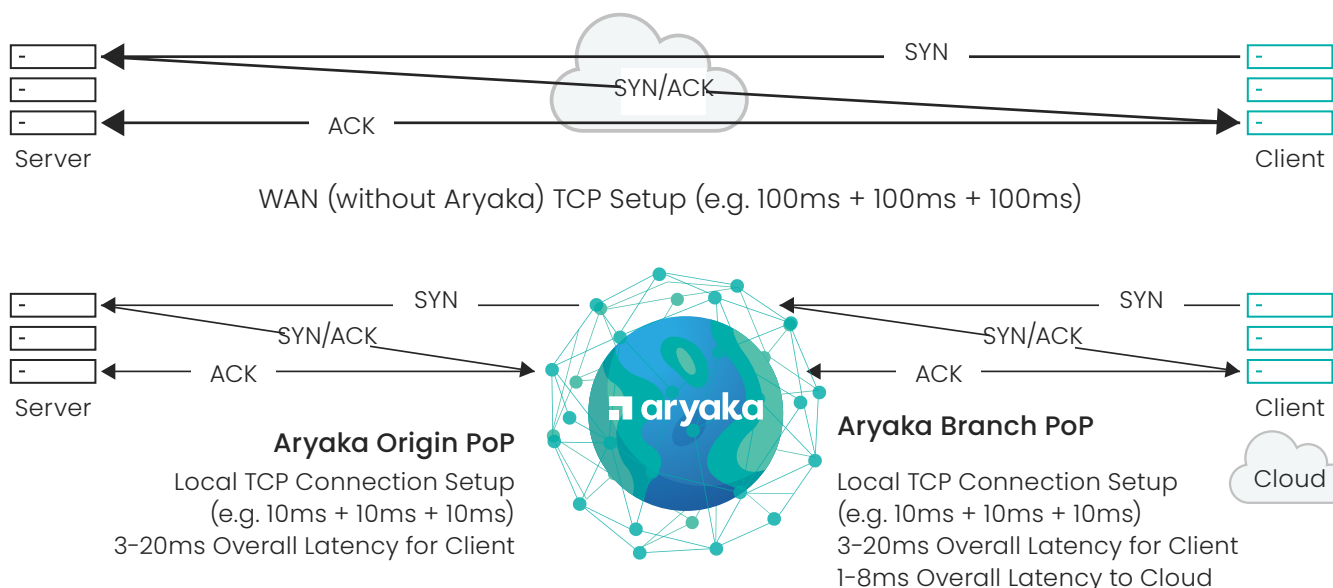 SYN
SYN/ACK
ACK
Server
Client
WAN (without Aryaka) TCP Setup (e.g. 100ms + 100ms + 100ms)
SYN
SYN
SYN/ACK
SYN/ACK
ACK
ACK
Server
Client
aryaka
Aryaka Origin PoP
Local TCP Connection Setup
(e.g. 10ms + 10ms + 10ms)
3-20ms Overall Latency for Client
Aryaka Branch PoP
Local TCP Connection Setup
(e.g. 10ms + 10ms + 10ms)
3-20ms Overall Latency for Client
1-8ms Overall Latency to Cloud
Cloud